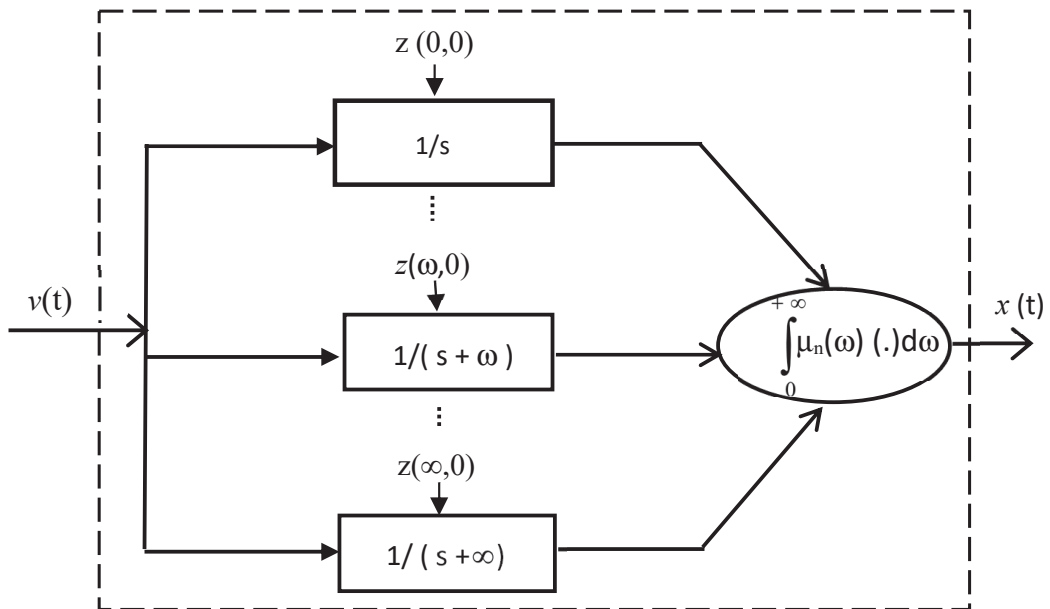 z (0,0)
1/s
z(ω,0)
v(t)
1/( s + ω )
+ ∞
∫ μₙ(ω) (.)dω
0
x (t)
z(∞,0)
1/ ( s +∞)